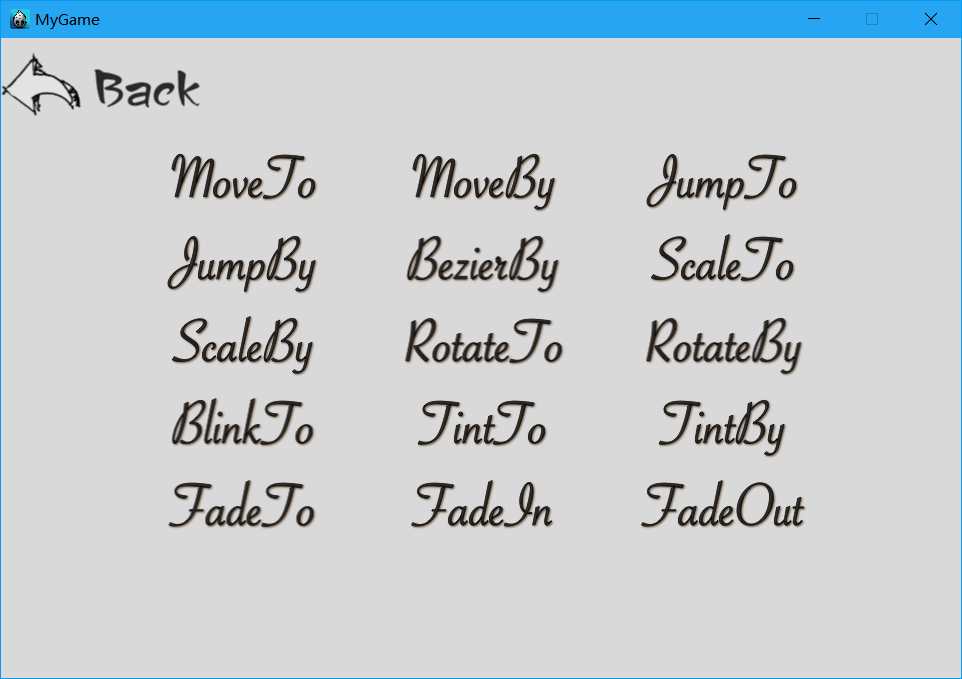 MyGame
Back
MoveTo MoveBy JumpTo
JumpBy BezierBy ScaleTo
ScaleBy RotateTo RotateBy
BlinkTo TintTo TintBy
FadeTo FadeIn FadeOut